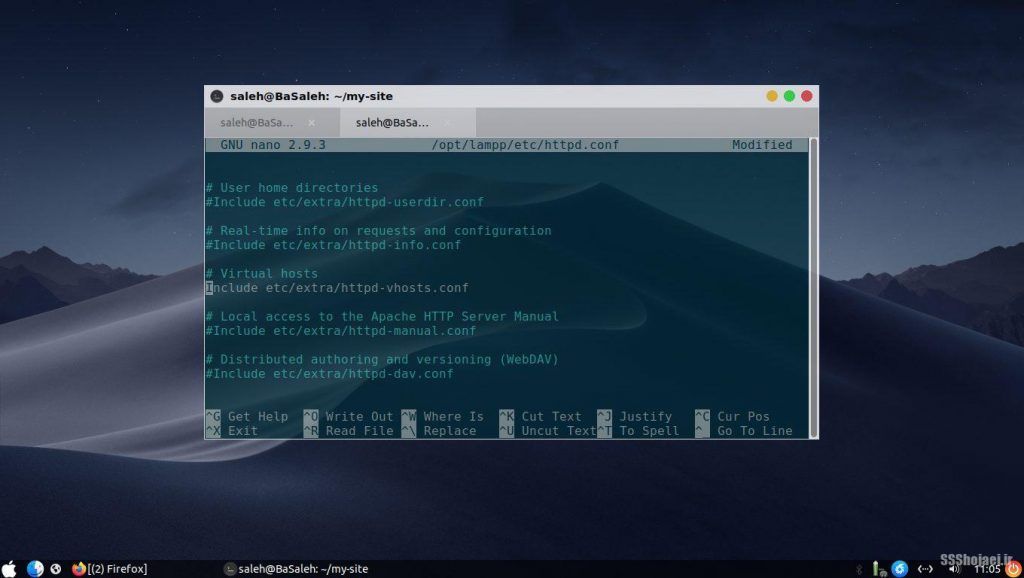 saleh@BaSaleh: ~/my-site
saleh@BaSa... × saleh@BaSa... ×
GNU nano 2.9.3 /opt/lampp/etc/httpd.conf Modified
# User home directories
#Include etc/extra/httpd-userdir.conf
# Real-time info on requests and configuration
#Include etc/extra/httpd-info.conf
# Virtual hosts
Include etc/extra/httpd-vhosts.conf
# Local access to the Apache HTTP Server Manual
#Include etc/extra/httpd-manual.conf
# Distributed authoring and versioning (WebDAV)
#Include etc/extra/httpd-dav.conf
^G Get Help ^O Write Out ^W Where Is ^K Cut Text ^J Justify ^C Cur Pos
^X Exit ^R Read File ^\ Replace ^U Uncut Text ^T To Spell ^_ Go To Line
SSShojaei.ir
[(2) Firefox] saleh@BaSaleh: ~/my-site 11:05